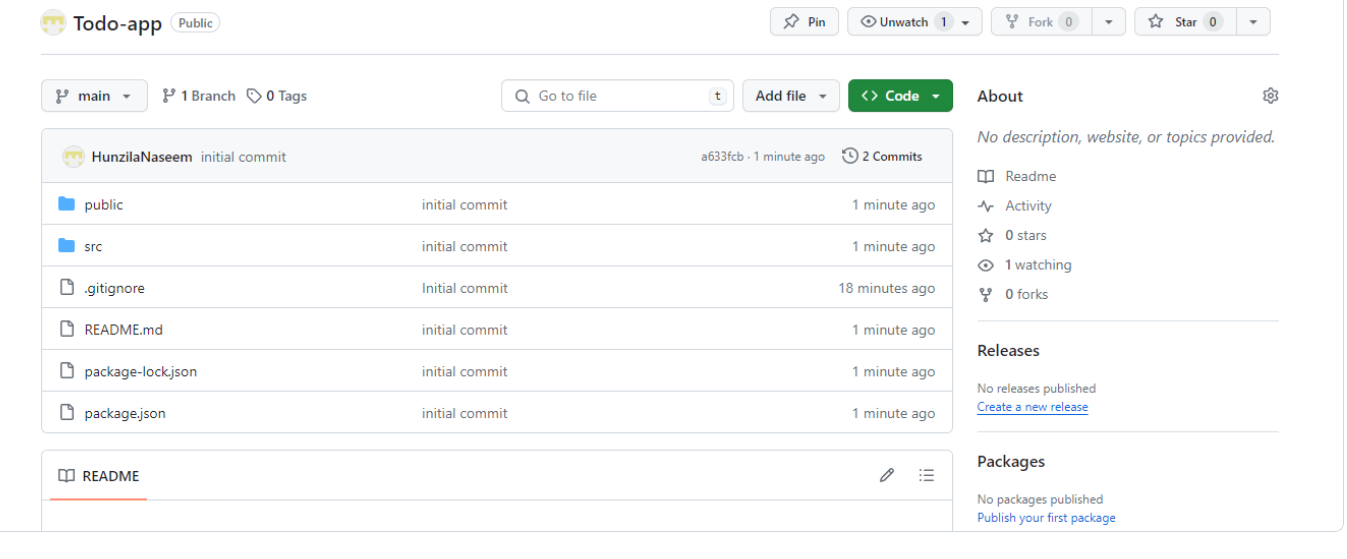 Todo-app Public Pin Unwatch 1 Fork 0 Star 0
main 1 Branch 0 Tags Go to file t Add file Code
HunzilaNaseem initial commit a633fcb · 1 minute ago 2 Commits
public initial commit 1 minute ago
src initial commit 1 minute ago
.gitignore Initial commit 18 minutes ago
README.md initial commit 1 minute ago
package-lock.json initial commit 1 minute ago
package.json initial commit 1 minute ago
README
About
No description, website, or topics provided.
Readme
Activity
0 stars
1 watching
0 forks
Releases
No releases published
Create a new release
Packages
No packages published
Publish your first package